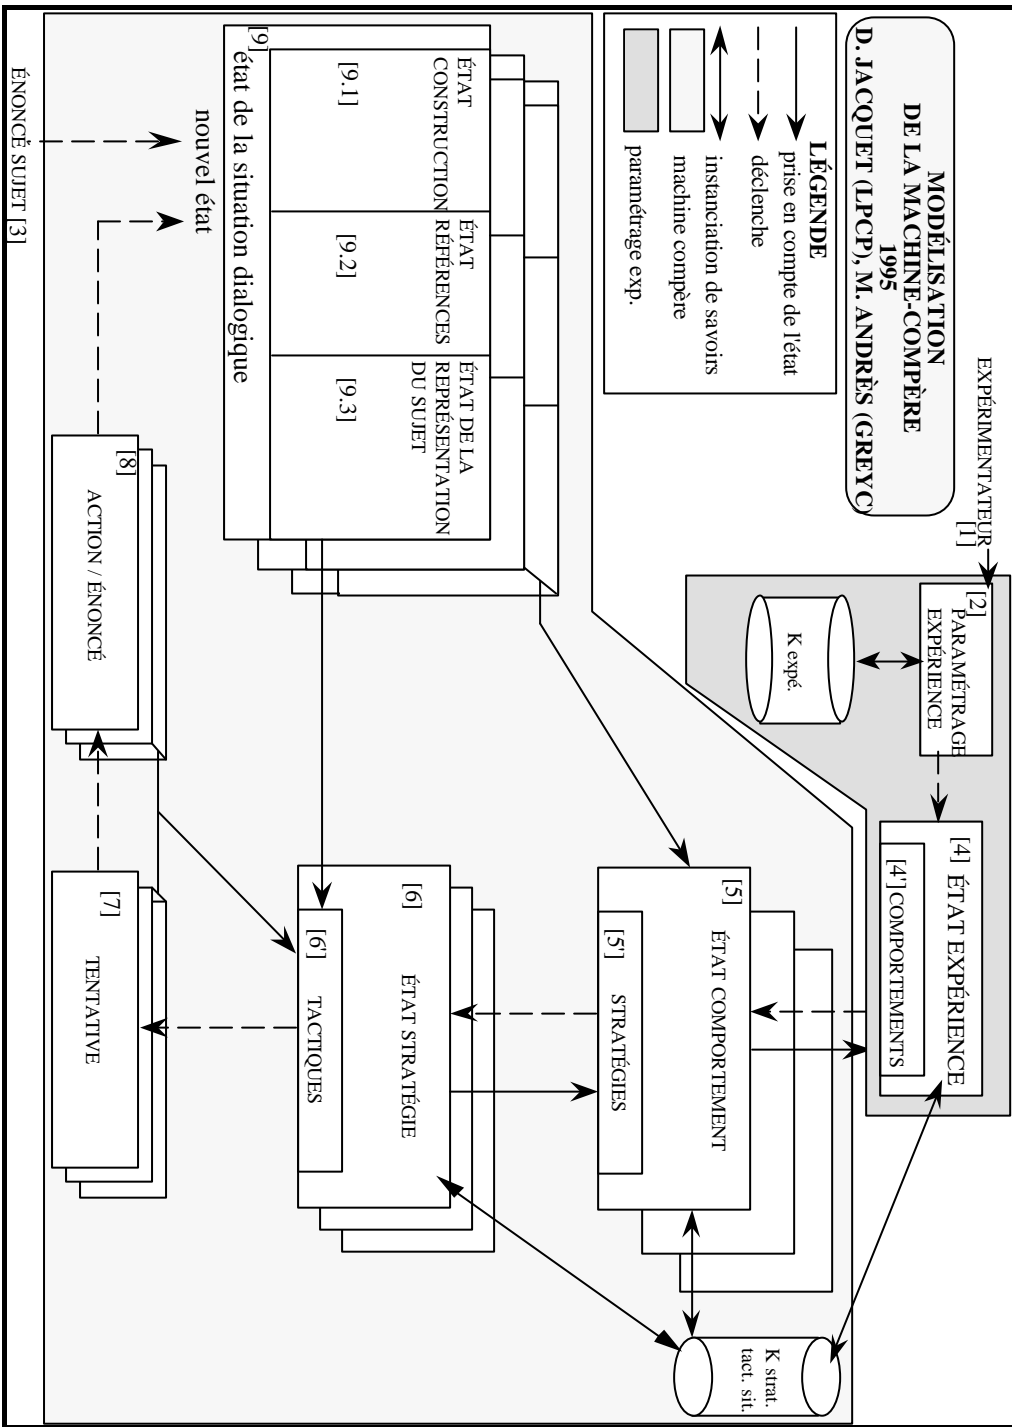 MODÉLISATION
DE LA MACHINE-COMPÈRE
1995
D. JACQUET (LPCP), M. ANDRÈS (GREYC)
EXPÉRIMENTATEUR
[1]
[2]
PARAMÉTRAGE
EXPÉRIENCE
K expé.
[4] ÉTAT EXPÉRIENCE
[4'] COMPORTEMENTS
LÉGENDE
prise en compte de l'état
déclenche
instanciation de savoirs
machine compère
paramétrage exp.
[5]
ÉTAT COMPORTEMENT
[5'] STRATÉGIES
K strat.
tact. sit.
ÉTAT
CONSTRUCTION
[9.1]
ÉTAT
RÉFÉRENCES
[9.2]
ÉTAT DE LA
REPRÉSENTATION
DU SUJET
[9.3]
[9]
état de la situation dialogique
nouvel état
[6]
ÉTAT STRATÉGIE
[6'] TACTIQUES
[8]
ACTION / ÉNONCÉ
[7]
TENTATIVE
ÉNONCÉ SUJET [3]